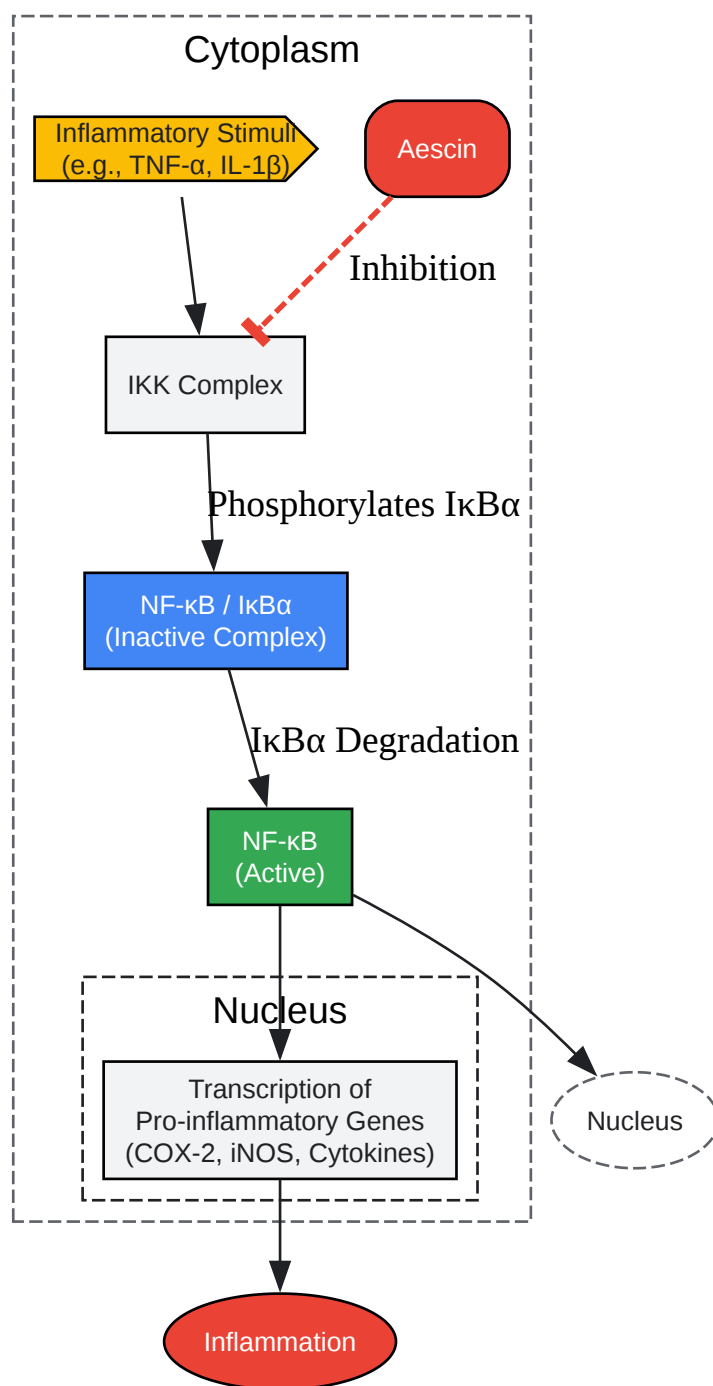 Cytoplasm
Inflammatory Stimuli
(e.g., TNF-α, IL-1β)
Aescin
Inhibition
IKK Complex
Phosphorylates IκBα
NF-κB / IκBα
(Inactive Complex)
IκBα Degradation
NF-κB
(Active)
Nucleus
Transcription of
Pro-inflammatory Genes
(COX-2, iNOS, Cytokines)
Nucleus
Inflammation